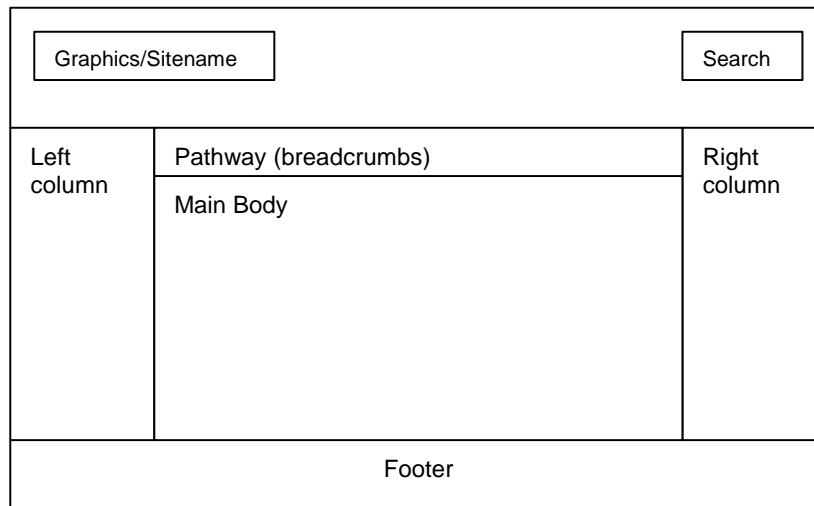 Graphics/Sitename
Search
Left
column
Pathway (breadcrumbs)
Main Body
Right
column
Footer